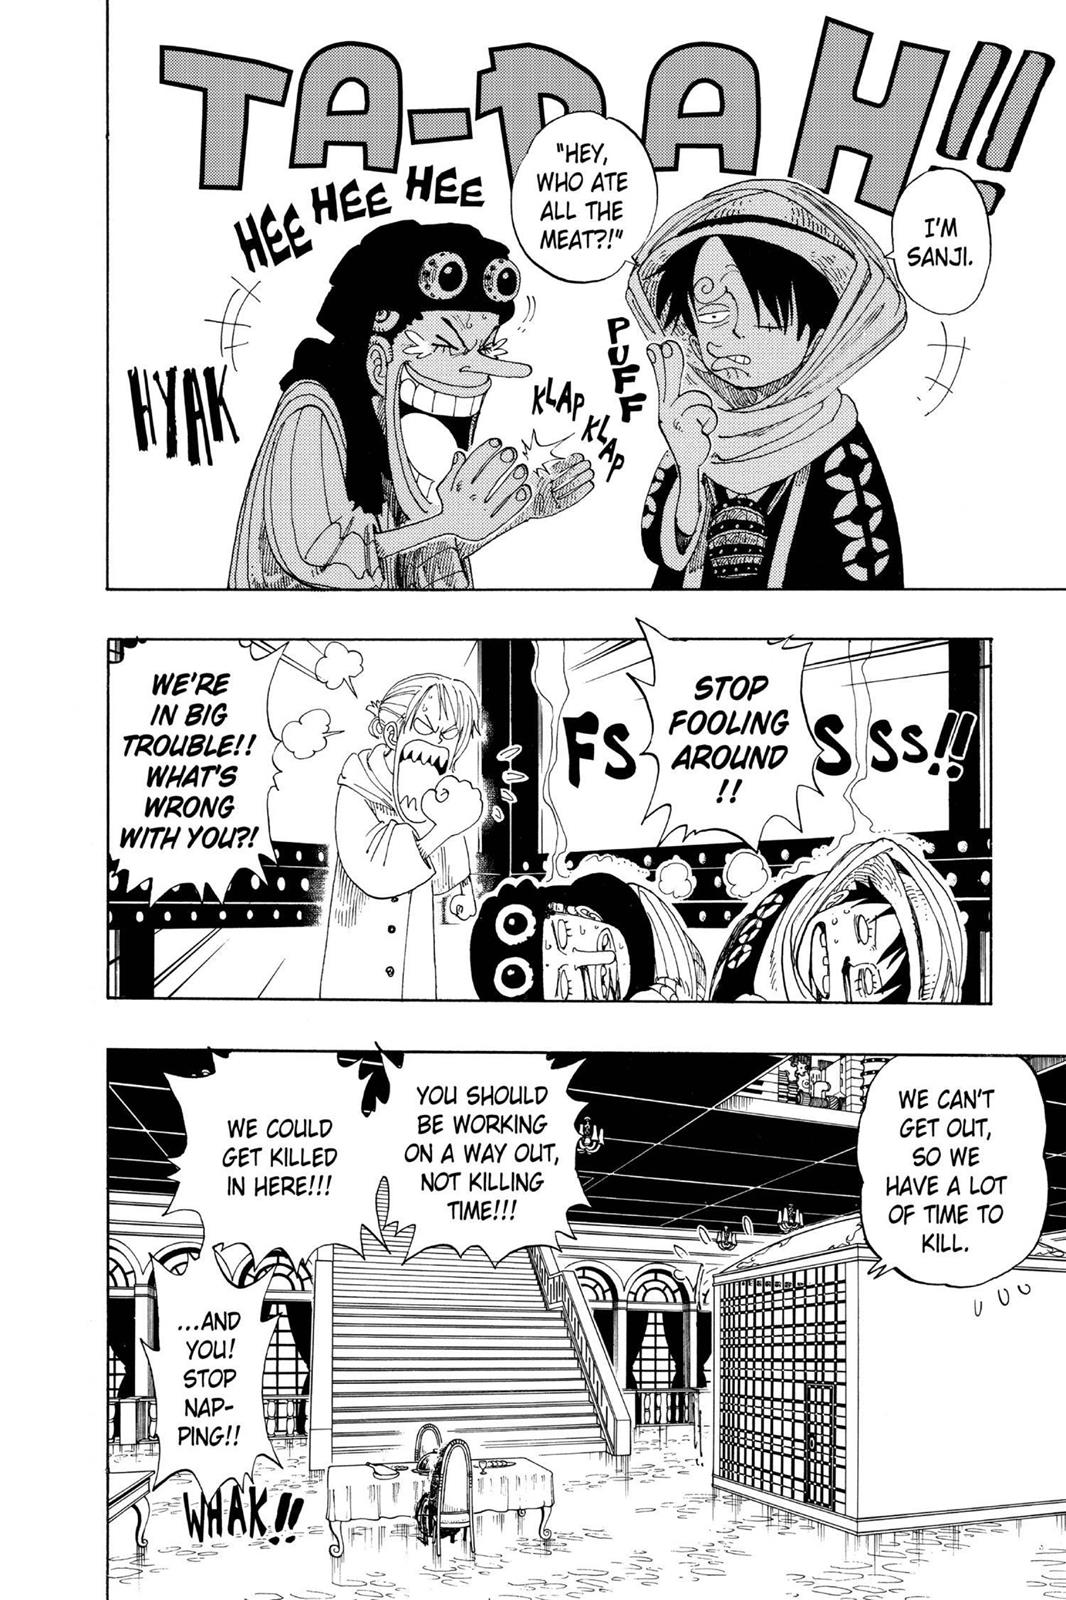 TA-DAH!!
I'M
SANJI.
"HEY,
WHO ATE
ALL THE
MEAT?!"
HEE HEE HEE
PUFF
KLAP
KLAP
HYAK
STOP
FOOLING
AROUND
!!
FSSSS!!
WE'RE
IN BIG
TROUBLE!!
WHAT'S
WRONG
WITH YOU?!
WE CAN'T
GET OUT,
SO WE
HAVE A LOT
OF TIME TO
KILL.
YOU SHOULD
BE WORKING
ON A WAY OUT,
NOT KILLING
TIME!!!
WE COULD
GET KILLED
IN HERE!!!
...AND
YOU!
STOP
NAP-
PING!!
WHAK!!